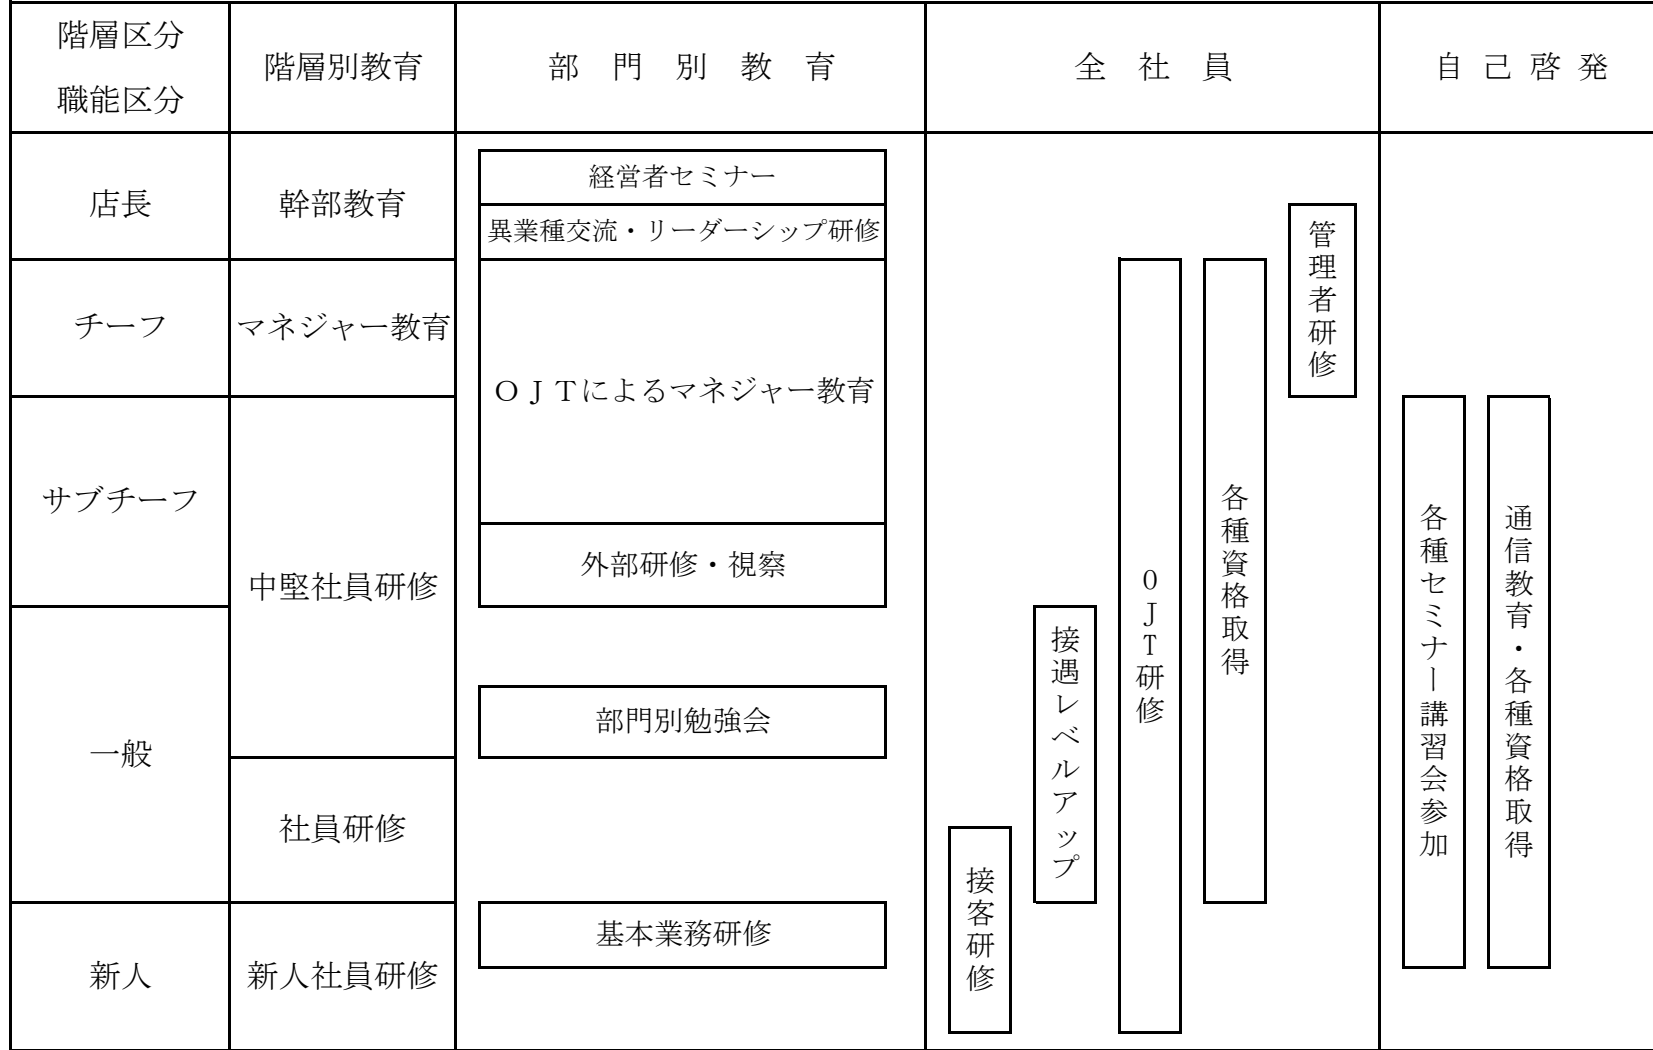 階層区分
職能区分
階層別教育
部門別教育
全社員
自己啓発
店長
幹部教育
経営者セミナー
異業種交流・リーダーシップ研修
チーフ
マネジャー教育
ＯＪＴによるマネジャー教育
サブチーフ
中堅社員研修
外部研修・視察
一般
部門別勉強会
社員研修
新人
新人社員研修
基本業務研修
接客研修
接遇レベルアップ
OJT研修
各種資格取得
管理者研修
各種セミナー講習会参加
通信教育・各種資格取得